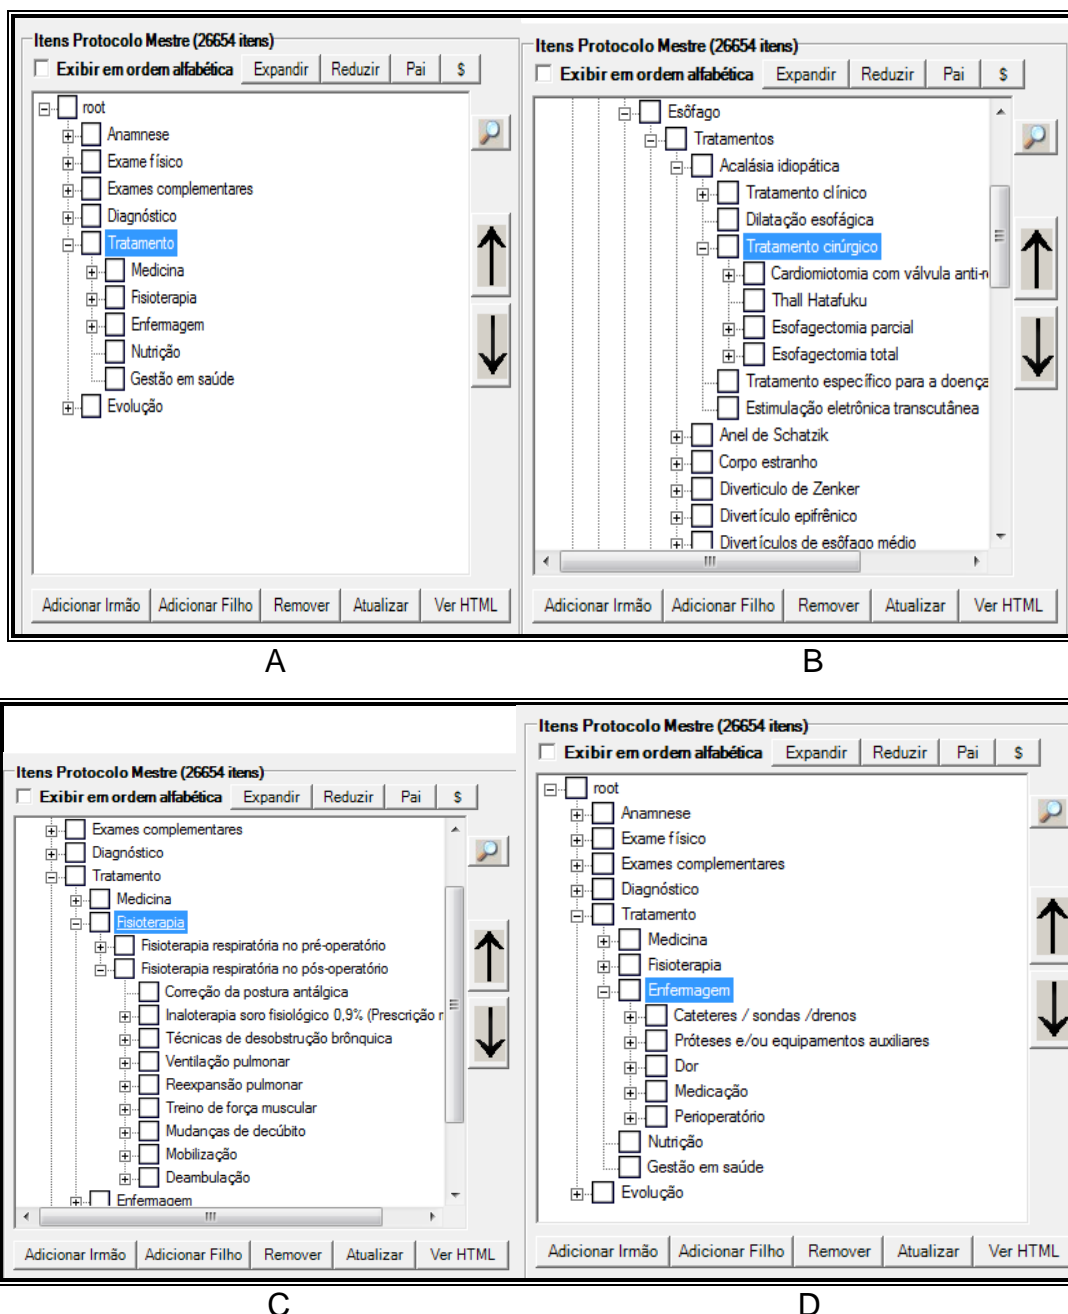 Itens Protocolo Mestre (26654 itens)
Exibir em ordem alfabética Expandir Reduzir Pai $
root
Anamnese
Exame físico
Exames complementares
Diagnóstico
Tratamento
Medicina
Fisioterapia
Enfermagem
Nutrição
Gestão em saúde
Evolução
Adicionar Irmão Adicionar Filho Remover Atualizar Ver HTML
A
Itens Protocolo Mestre (26654 itens)
Exibir em ordem alfabética Expandir Reduzir Pai $
Esôfago
Tratamentos
Acalásia idiopática
Tratamento clínico
Dilatação esofágica
Tratamento cirúrgico
Cardiomiotomia com válvula anti-r
Thall Hatafuku
Esofagectomia parcial
Esofagectomia total
Tratamento específico para a doença
Estimulação eletrônica transcutânea
Anel de Schatzik
Corpo estranho
Diverticulo de Zenker
Divertículo epifrênico
Divertículos de esôfago médio
Adicionar Irmão Adicionar Filho Remover Atualizar Ver HTML
B
Itens Protocolo Mestre (26654 itens)
Exibir em ordem alfabética Expandir Reduzir Pai $
Exames complementares
Diagnóstico
Tratamento
Medicina
Fisioterapia
Fisioterapia respiratória no pré-operatório
Fisioterapia respiratória no pós-operatório
Correção da postura antálgica
Inaloterapia soro fisiológico 0,9% (Prescrição r
Técnicas de desobstrução brônquica
Ventilação pulmonar
Reexpansão pulmonar
Treino de força muscular
Mudanças de decúbito
Mobilização
Deambulação
Enfermagem
Adicionar Irmão Adicionar Filho Remover Atualizar Ver HTML
C
Itens Protocolo Mestre (26654 itens)
Exibir em ordem alfabética Expandir Reduzir Pai $
root
Anamnese
Exame físico
Exames complementares
Diagnóstico
Tratamento
Medicina
Fisioterapia
Enfermagem
Cateteres / sondas /drenos
Próteses e/ou equipamentos auxiliares
Dor
Medicação
Perioperatório
Nutrição
Gestão em saúde
Evolução
Adicionar Irmão Adicionar Filho Remover Atualizar Ver HTML
D